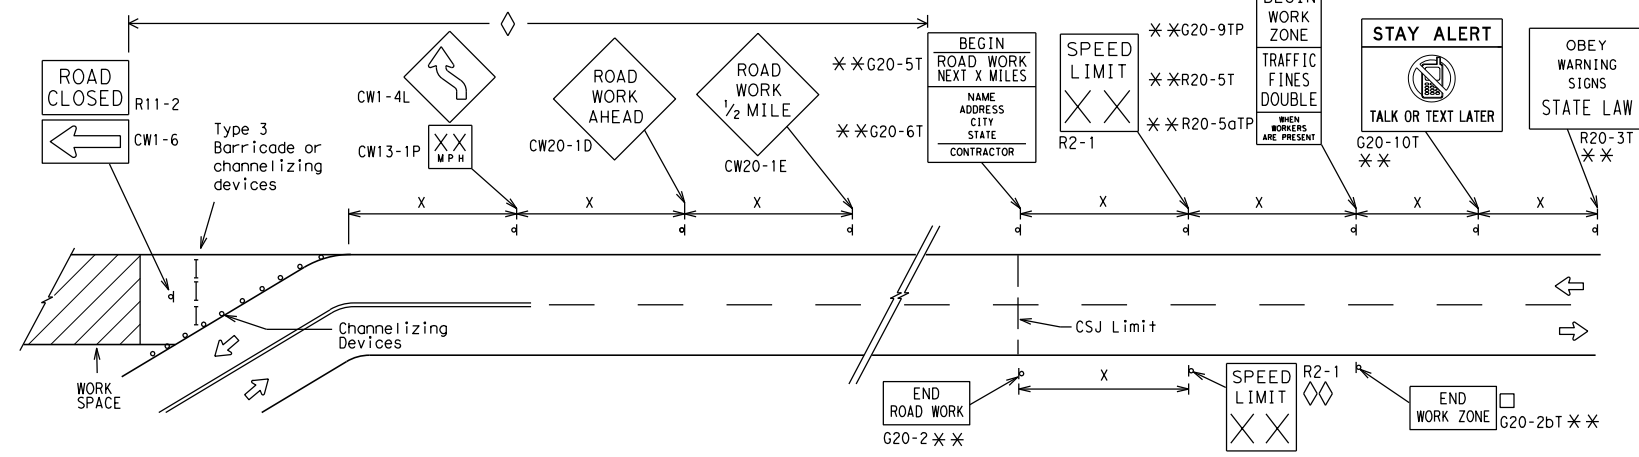 ROAD
CLOSED
R11-2
CW1-6
Type 3
Barricade or
channelizing
devices
CW1-4L
CW13-1P
XX
MPH
ROAD
WORK
AHEAD
CW20-1D
ROAD
WORK
1/2 MILE
CW20-1E
**G20-5T
**G20-6T
BEGIN
ROAD WORK
NEXT X MILES
NAME
ADDRESS
CITY
STATE
CONTRACTOR
SPEED
LIMIT
XX
R2-1
**G20-9TP
**R20-5T
**R20-5aTP
BEGIN
WORK
ZONE
TRAFFIC
FINES
DOUBLE
WHEN
WORKERS
ARE PRESENT
STAY ALERT
TALK OR TEXT LATER
G20-10T
**
OBEY
WARNING
SIGNS
STATE LAW
R20-3T
**
X
X
X
X
X
X
X
Channelizing
Devices
CSJ Limit
WORK
SPACE
END
ROAD WORK
G20-2**
X
SPEED
LIMIT
XX
R2-1
END
WORK ZONE
G20-2bT**